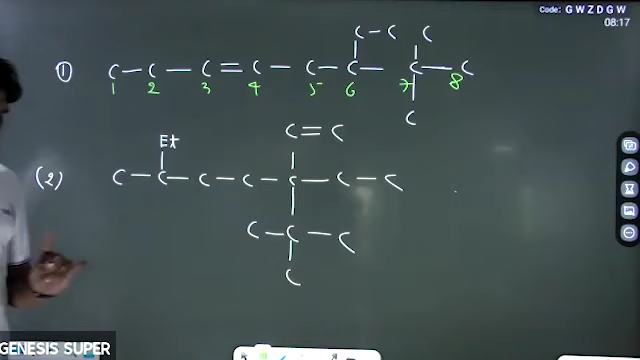 Code: G W Z D G W
08:17
C - C C
① C - C - C = C - C - C - C - C
1 2 3 4 5 6 7 8
C
Et
C = C
(2) C - C - C - C - C - C - C
C - C - C
C
GENESIS SUPER